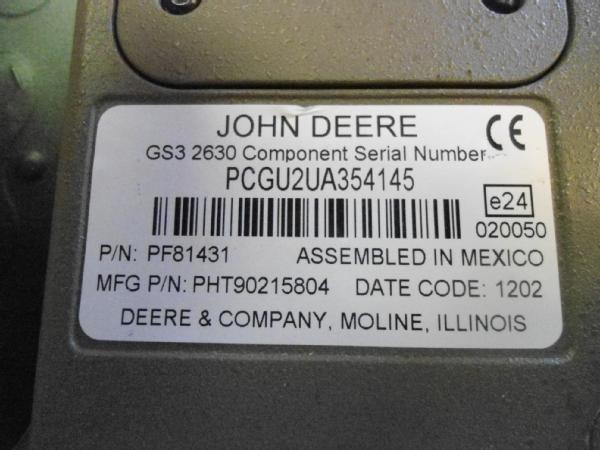 JOHN DEERE
CE
GS3 2630 Component Serial Number
PCGU2UA354145
e24
020050
P/N: PF81431 ASSEMBLED IN MEXICO
MFG P/N: PHT90215804 DATE CODE: 1202
DEERE & COMPANY, MOLINE, ILLINOIS